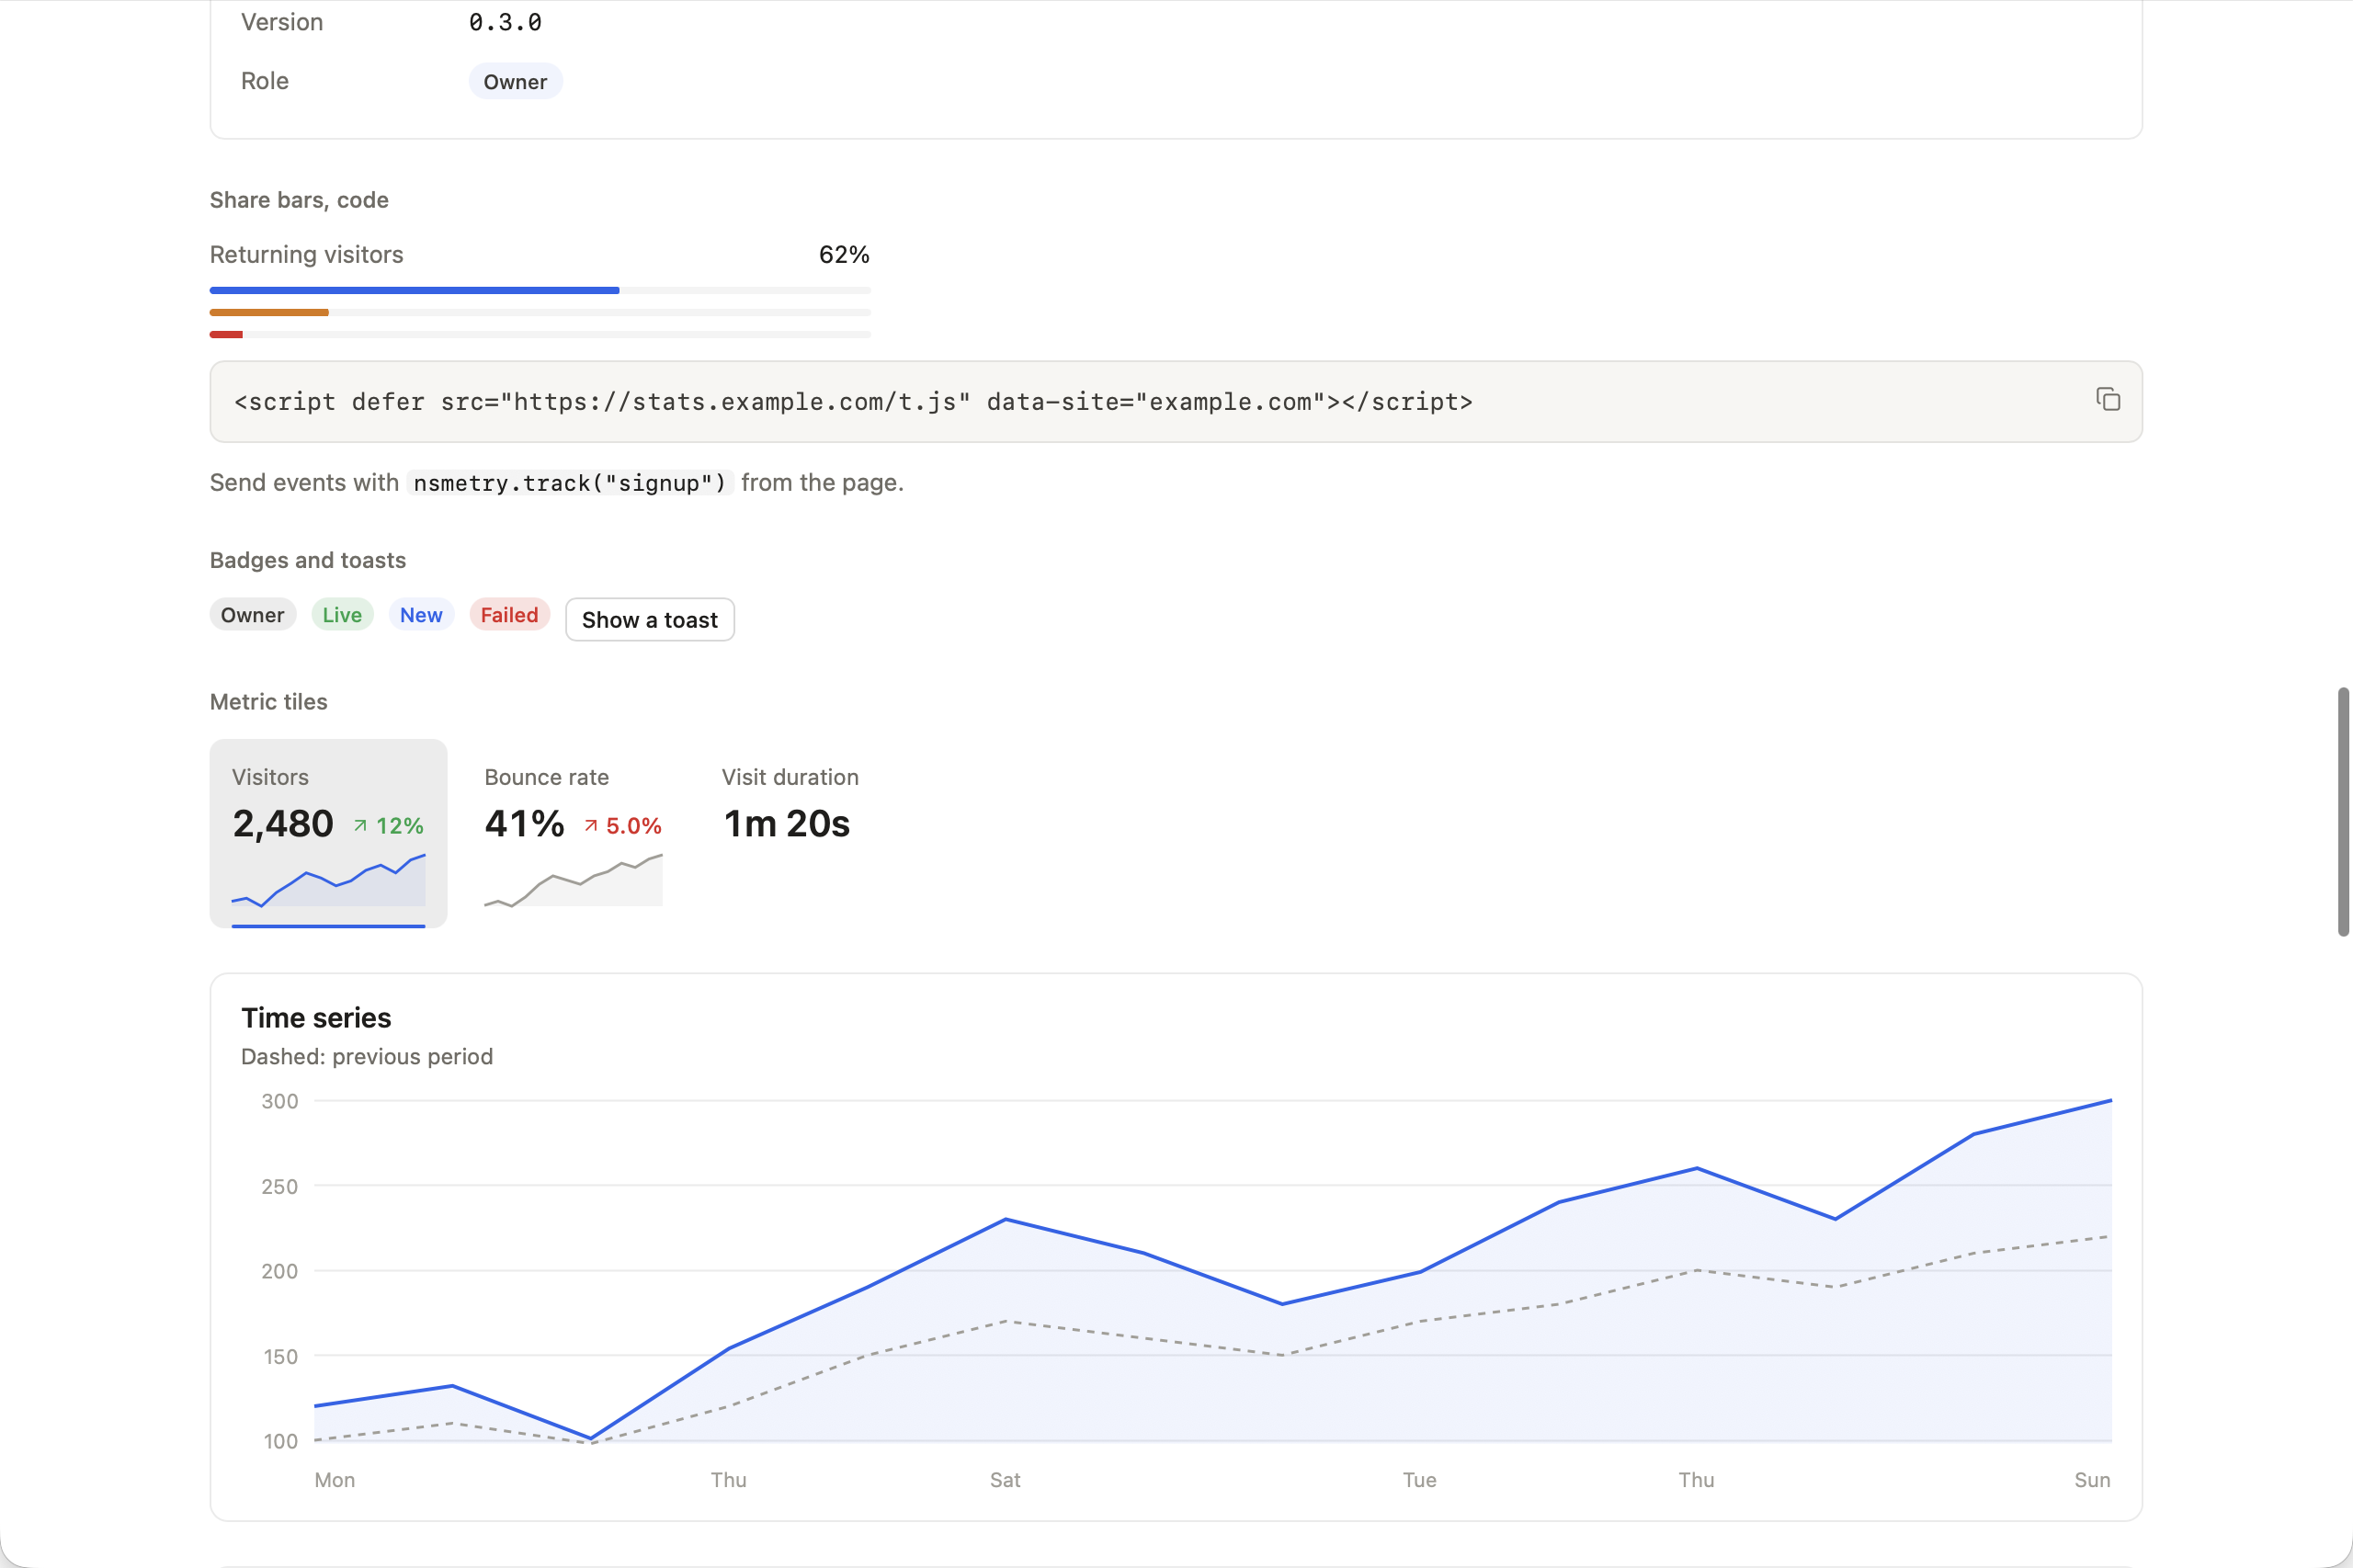 Version 0.3.0
Role Owner
Share bars, code
Returning visitors 62%
<script defer src="https://stats.example.com/t.js" data-site="example.com"></script>
Send events with nsmetry.track("signup") from the page.
Badges and toasts
Owner Live New Failed Show a toast
Metric tiles
Visitors Bounce rate Visit duration
2,480 12% 41% 5.0% 1m 20s
Time series
Dashed: previous period
300
250
200
150
100
Mon Thu Sat Tue Thu Sun